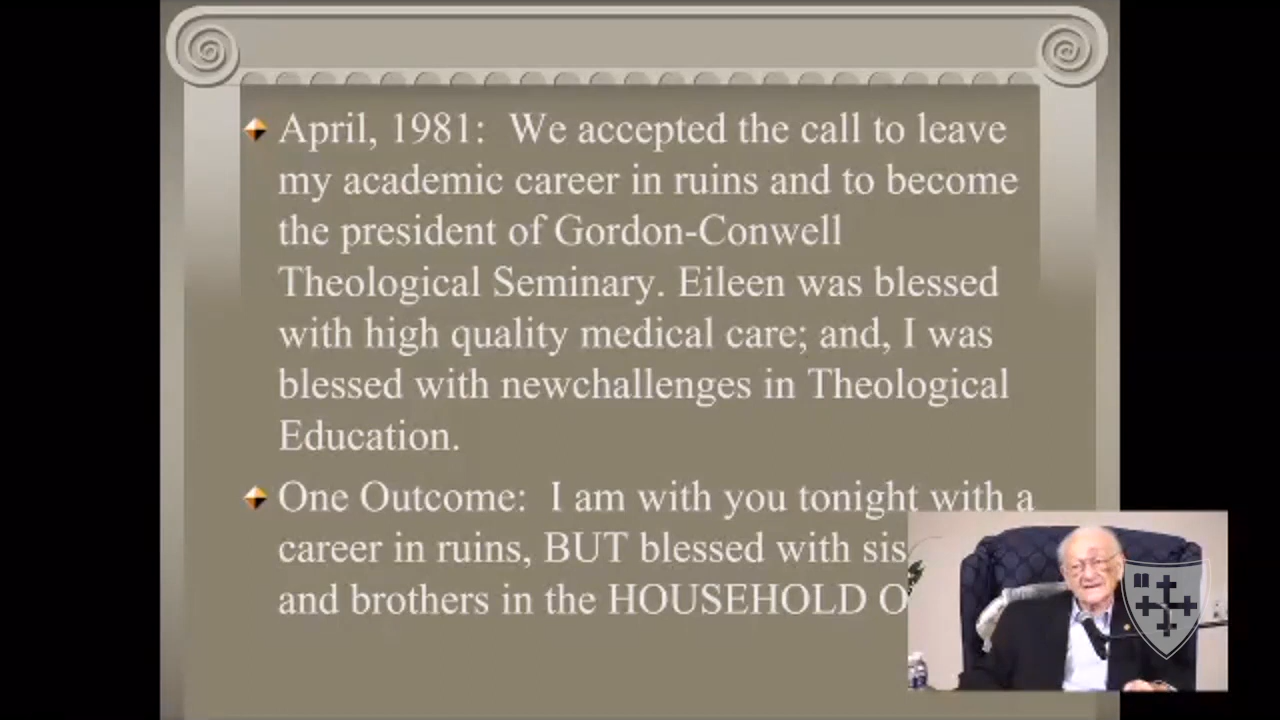 April, 1981: We accepted the call to leave
my academic career in ruins and to become
the president of Gordon-Conwell
Theological Seminary. Eileen was blessed
with high quality medical care; and, I was
blessed with newchallenges in Theological
Education.
One Outcome: I am with you tonight with a
career in ruins, BUT blessed with sis
and brothers in the HOUSEHOLD O